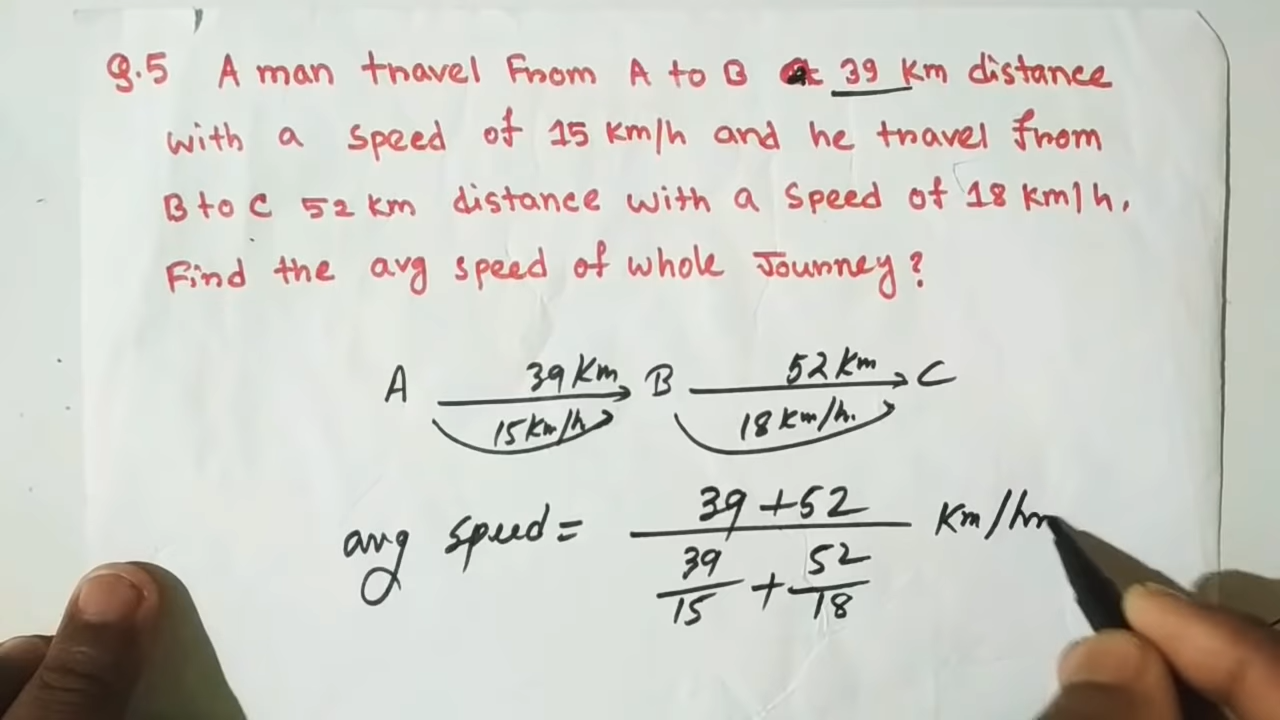 Q.5 A man travel From A to B 39 Km distance
with a speed of 15 Km/h and he travel from
B to C 52 Km distance with a speed of 18 Km/h.
Find the avg speed of whole Journey?
A 39 Km B 52 Km C
15 Km/h 18 Km/h.
39 + 52
avg speed = Km/hr
39 52
15 + 18